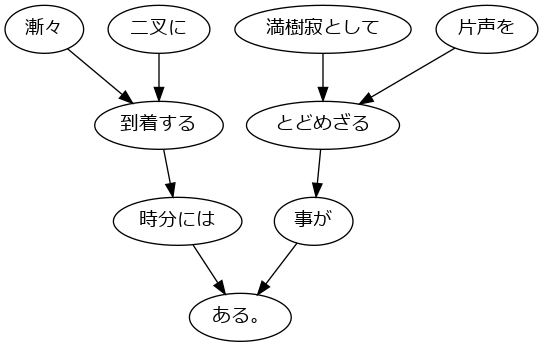 漸々 二叉に 満樹寂として 片声を
到着する とどめざる
時分には 事が
ある。